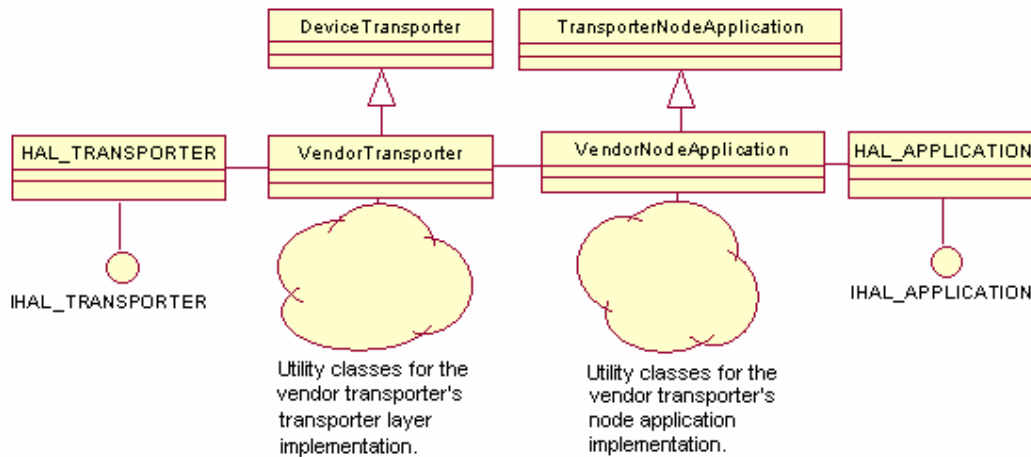 DeviceTransporter
TransporterNodeApplication
HAL_TRANSPORTER
VendorTransporter
VendorNodeApplication
HAL_APPLICATION
IHAL_TRANSPORTER
IHAL_APPLICATION
Utility classes for the
vendor transporter's
transporter layer
implementation.
Utility classes for the
vendor transporter's
node application
implementation.